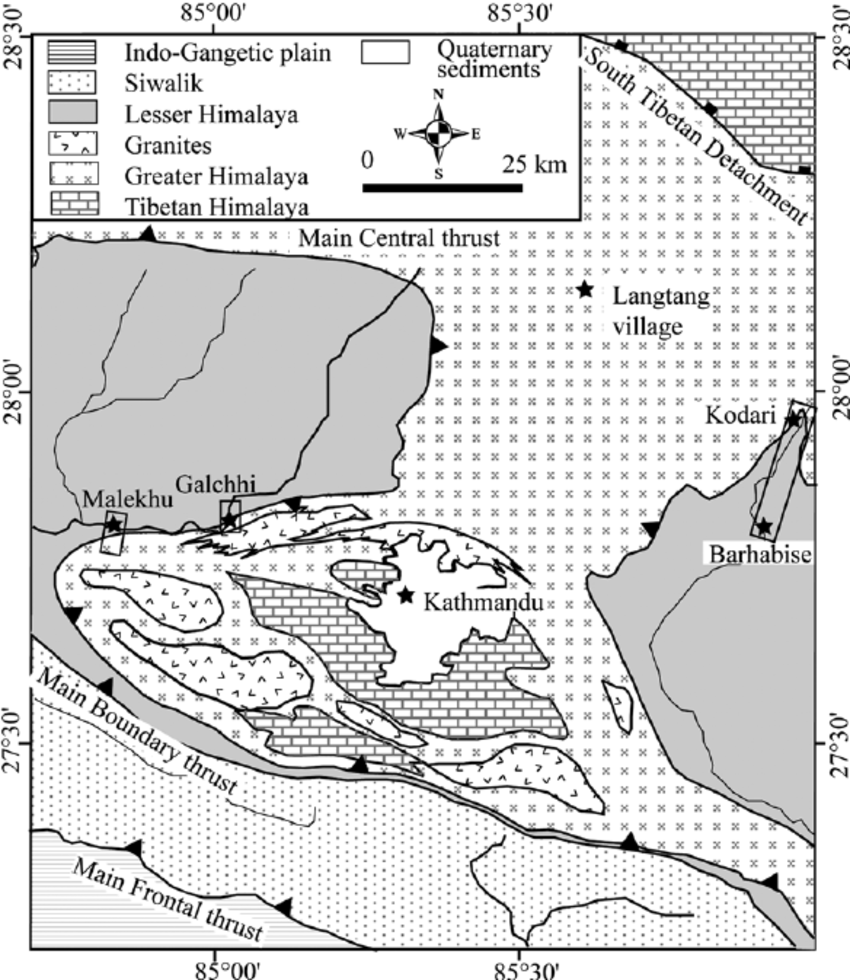 85°00'
85°30'
28°30'
28°30'
Indo-Gangetic plain
Siwalik
Lesser Himalaya
Granites
Greater Himalaya
Tibetan Himalaya
Quaternary
sediments
N
W
E
S
0
25 km
South Tibetan Detachment
Main Central thrust
Langtang
village
28°00'
28°00'
Kodari
Galchhi
Malekhu
Barhabise
Kathmandu
Main Boundary thrust
27°30'
27°30'
Main Frontal thrust
85°00'
85°30'